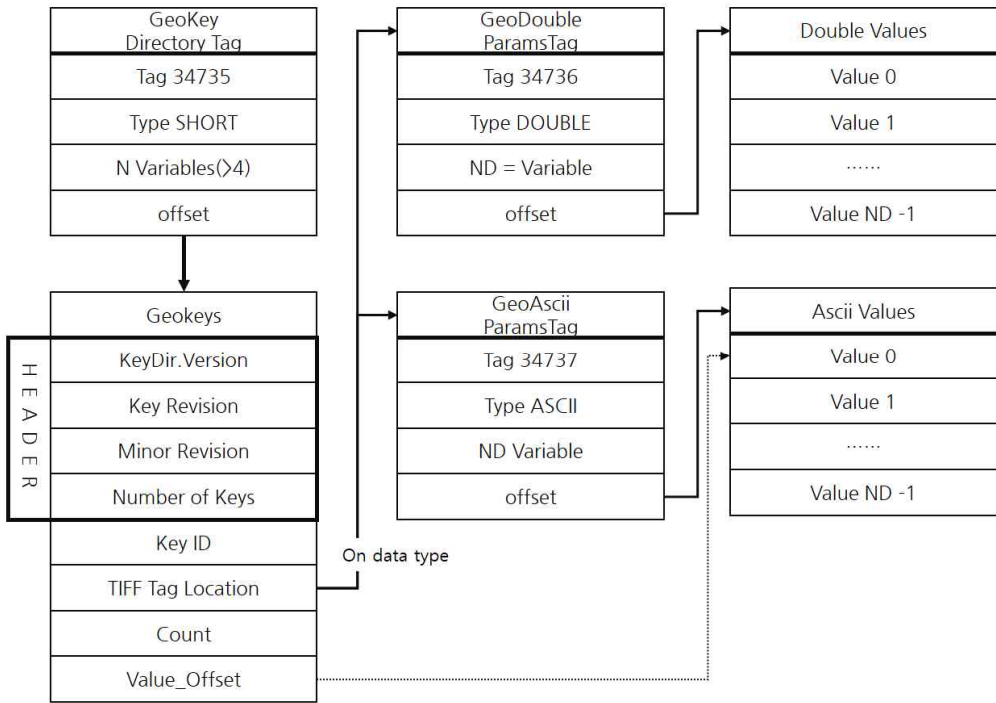 GeoKey
Directory Tag
Tag 34735
Type SHORT
N Variables(>4)
offset
GeoDouble
ParamsTag
Tag 34736
Type DOUBLE
ND = Variable
offset
Double Values
Value 0
Value 1
......
Value ND -1
Geokeys
HEADER
KeyDir.Version
Key Revision
Minor Revision
Number of Keys
Key ID
TIFF Tag Location
Count
Value_Offset
On data type
GeoAscii
ParamsTag
Tag 34737
Type ASCII
ND Variable
offset
Ascii Values
Value 0
Value 1
......
Value ND -1